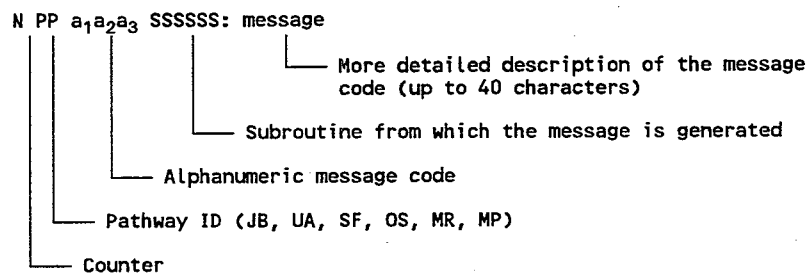 N PP a₁a₂a₃ SSSSSS: message
More detailed description of the message
code (up to 40 characters)
Subroutine from which the message is generated
Alphanumeric message code
Pathway ID (JB, UA, SF, OS, MR, MP)
Counter